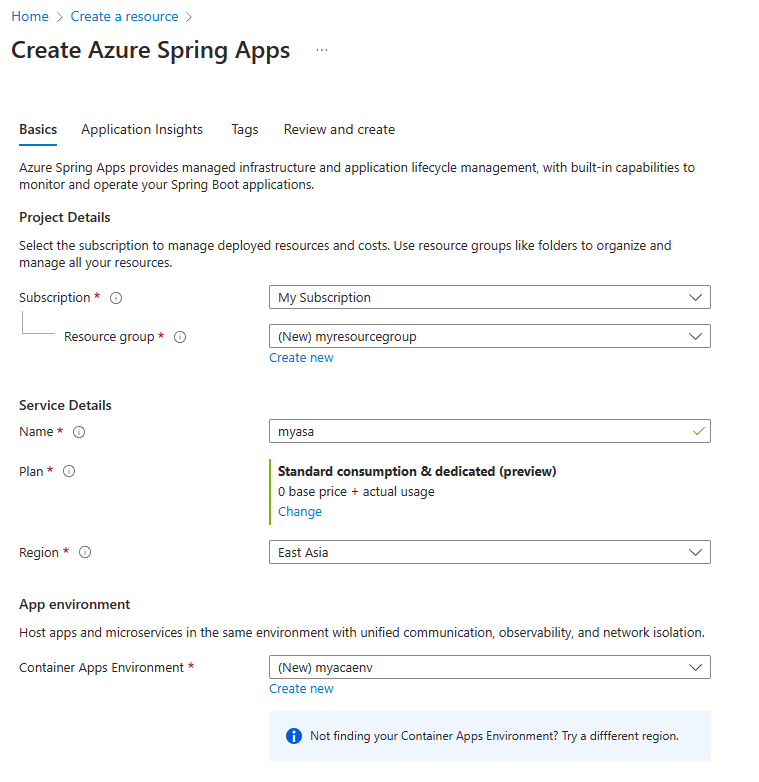 Home > Create a resource >
Create Azure Spring Apps ...
Basics Application Insights Tags Review and create
Azure Spring Apps provides managed infrastructure and application lifecycle management, with built-in capabilities to
monitor and operate your Spring Boot applications.
Project Details
Select the subscription to manage deployed resources and costs. Use resource groups like folders to organize and
manage all your resources.
Subscription * My Subscription
Resource group * (New) myresourcegroup
Create new
Service Details
Name * myasa
Plan * Standard consumption & dedicated (preview)
0 base price + actual usage
Change
Region * East Asia
App environment
Host apps and microservices in the same environment with unified communication, observability, and network isolation.
Container Apps Environment * (New) myacaenv
Create new
Not finding your Container Apps Environment? Try a diffferent region.